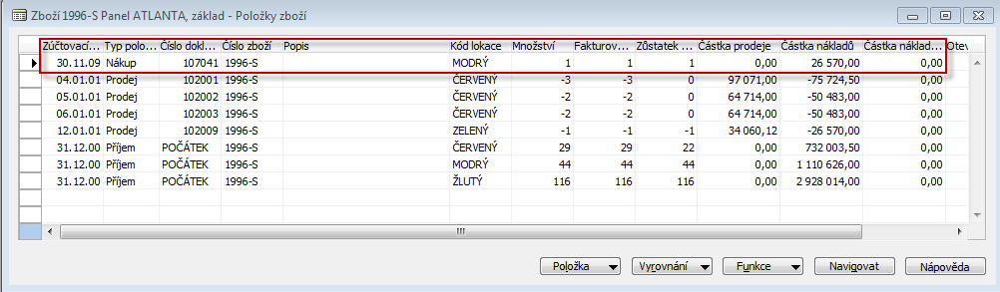 Zboží 1996-S Panel ATLANTA, základ - Položky zboží
Zúčtovací... Typ polo... Číslo dokl... Číslo zboží Popis Kód lokace Množství Fakturov... Zůstatek ... Částka prodeje Částka nákladů Částka náklad... Otev
30.11.09 Nákup 107041 1996-S MODRÝ 1 1 1 0,00 26 570,00 0,00
04.01.01 Prodej 102001 1996-S ČERVENÝ -3 -3 0 97 071,00 -75 724,50 0,00
05.01.01 Prodej 102002 1996-S ČERVENÝ -2 -2 0 64 714,00 -50 483,00 0,00
06.01.01 Prodej 102003 1996-S ČERVENÝ -2 -2 0 64 714,00 -50 483,00 0,00
12.01.01 Prodej 102009 1996-S ZELENÝ -1 -1 -1 34 060,12 -26 570,00 0,00
31.12.00 Příjem POČÁTEK 1996-S ČERVENÝ 29 29 22 0,00 732 003,50 0,00
31.12.00 Příjem POČÁTEK 1996-S MODRÝ 44 44 44 0,00 1 110 626,00 0,00
31.12.00 Příjem POČÁTEK 1996-S ŽLUTÝ 116 116 116 0,00 2 928 014,00 0,00
Položka Vyrovnání Funkce Navigovat Nápověda